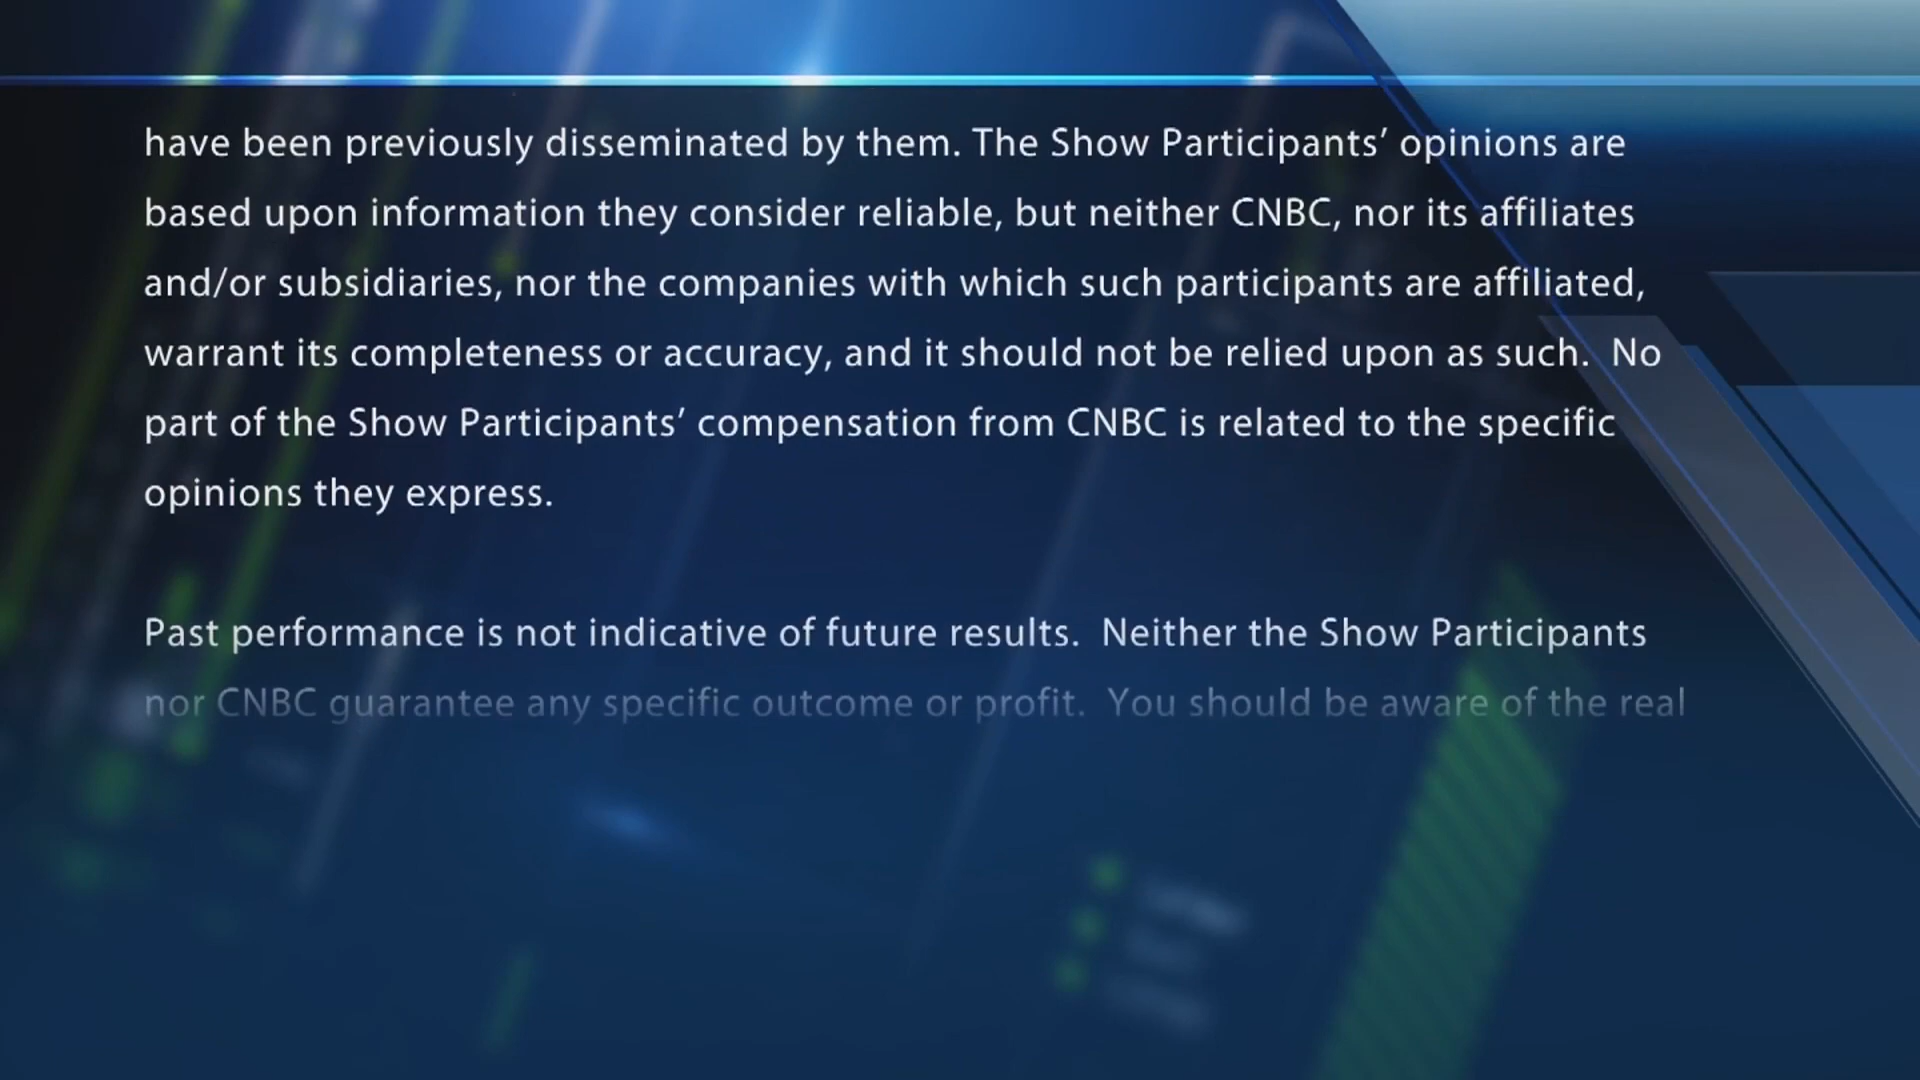 have been previously disseminated by them. The Show Participants’ opinions are
based upon information they consider reliable, but neither CNBC, nor its affiliates
and/or subsidiaries, nor the companies with which such participants are affiliated,
warrant its completeness or accuracy, and it should not be relied upon as such.  No
part of the Show Participants’ compensation from CNBC is related to the specific
opinions they express.
Past performance is not indicative of future results.  Neither the Show Participants
nor CNBC guarantee any specific outcome or profit.  You should be aware of the real